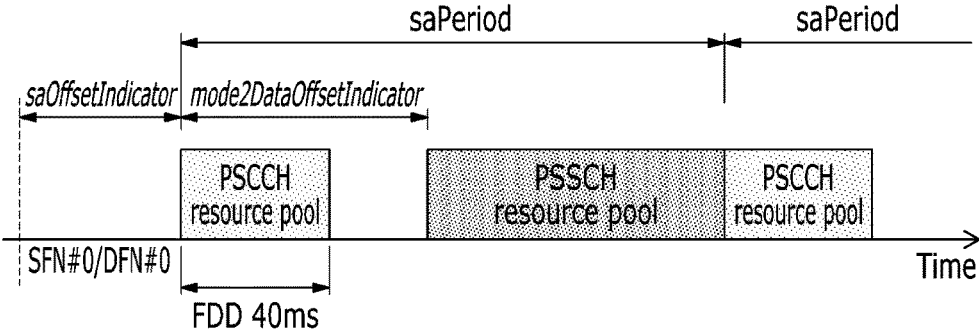 saPeriod
saPeriod
saOffsetIndicator
mode2DataOffsetIndicator
PSCCH
resource pool
PSSCH
resource pool
PSCCH
resource pool
SFN#0/DFN#0
Time
FDD 40ms